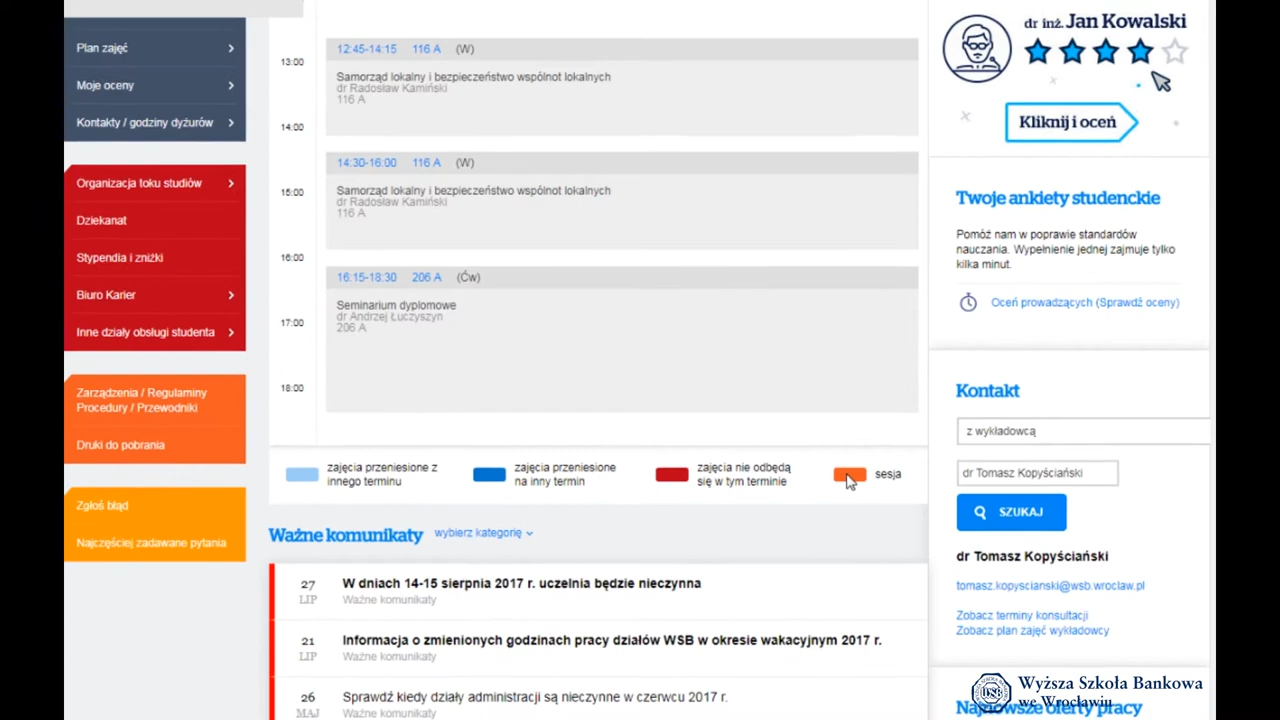 Plan zajęć
Moje oceny
Kontakty / godziny dyżurów
Organizacja toku studiów
Dziekanat
Stypendia i zniżki
Biuro Karier
Inne działy obsługi studenta
Zarządzenia / Regulaminy
Procedury / Przewodniki
Druki do pobrania
Zgłoś błąd
Najczęściej zadawane pytania
13:00
14:00
15:00
16:00
17:00
18:00
12:45-14:15 116 A (W)
Samorząd lokalny i bezpieczeństwo wspólnot lokalnych
dr Radosław Kamiński
116 A
14:30-16:00 116 A (W)
Samorząd lokalny i bezpieczeństwo wspólnot lokalnych
dr Radosław Kamiński
116 A
16:15-18:30 206 A (Ćw)
Seminarium dyplomowe
dr Andrzej Łuczyszyn
206 A
zajęcia przeniesione z
innego terminu
zajęcia przeniesione
na inny termin
zajęcia nie odbędą
się w tym terminie
sesja
Ważne komunikaty wybierz kategorię
27
LIP
W dniach 14-15 sierpnia 2017 r. uczelnia będzie nieczynna
Ważne komunikaty
21
LIP
Informacja o zmienionych godzinach pracy działów WSB w okresie wakacyjnym 2017 r.
Ważne komunikaty
26
MAJ
Sprawdź kiedy działy administracji są nieczynne w czerwcu 2017 r.
Ważne komunikaty
dr inż. Jan Kowalski
Kliknij i oceń
Twoje ankiety studenckie
Pomóż nam w poprawie standardów
nauczania. Wypełnienie jednej zajmuje tylko
kilka minut.
Oceń prowadzących (Sprawdź oceny)
Kontakt
z wykładowcą
dr Tomasz Kopyściański
SZUKAJ
dr Tomasz Kopyściański
tomasz.kopyscianski@wsb.wroclaw.pl
Zobacz terminy konsultacji
Zobacz plan zajęć wykładowcy
Najnowsze oferty pracy
WSB
Wyższa Szkoła Bankowa
we Wrocławiu